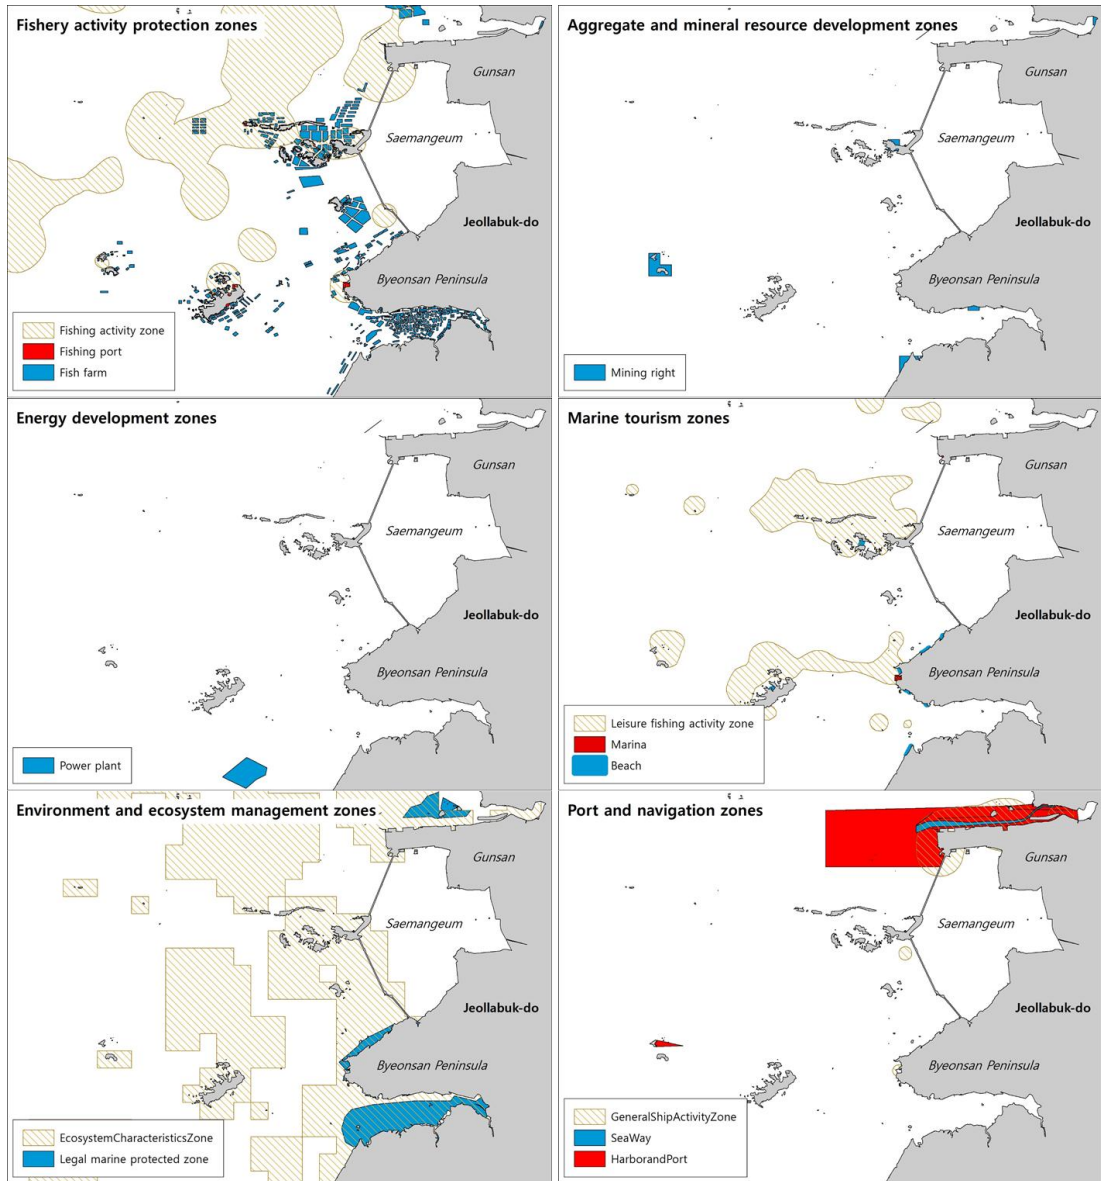 Fishery activity protection zones
Gunsan
Saemangeum
Jeollabuk-do
Byeonsan Peninsula
Fishing activity zone
Fishing port
Fish farm
Aggregate and mineral resource development zones
Gunsan
Saemangeum
Jeollabuk-do
Byeonsan Peninsula
Mining right
Energy development zones
Gunsan
Saemangeum
Jeollabuk-do
Byeonsan Peninsula
Power plant
Marine tourism zones
Gunsan
Saemangeum
Jeollabuk-do
Byeonsan Peninsula
Leisure fishing activity zone
Marina
Beach
Environment and ecosystem management zones
Gunsan
Saemangeum
Jeollabuk-do
Byeonsan Peninsula
EcosystemCharacteristicsZone
Legal marine protected zone
Port and navigation zones
Gunsan
Saemangeum
Jeollabuk-do
Byeonsan Peninsula
GeneralShipActivityZone
SeaWay
HarborandPort